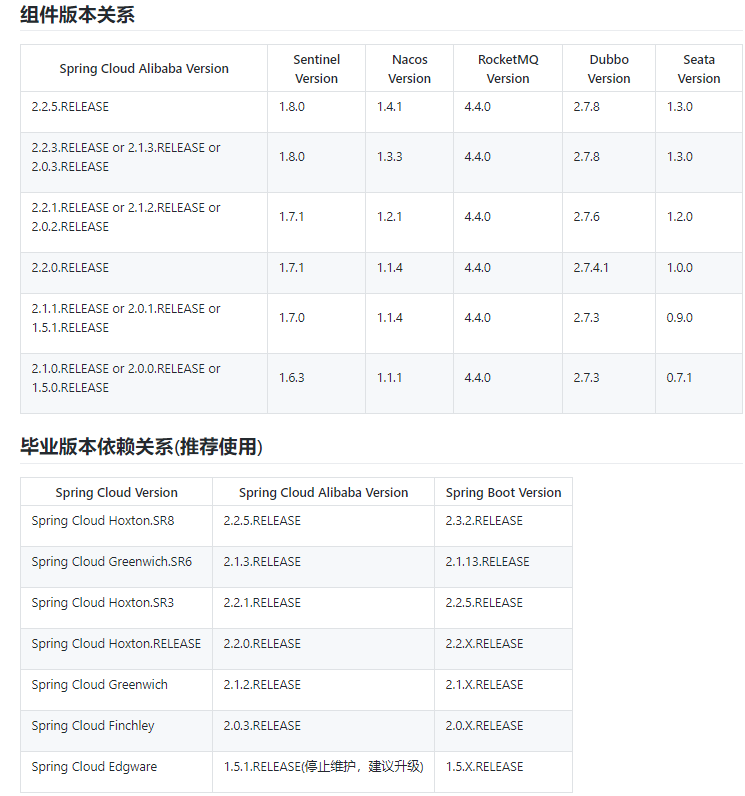 组件版本关系
Spring Cloud Alibaba Version Sentinel Version Nacos Version RocketMQ Version Dubbo Version Seata Version
2.2.5.RELEASE 1.8.0 1.4.1 4.4.0 2.7.8 1.3.0
2.2.3.RELEASE or 2.1.3.RELEASE or 2.0.3.RELEASE 1.8.0 1.3.3 4.4.0 2.7.8 1.3.0
2.2.1.RELEASE or 2.1.2.RELEASE or 2.0.2.RELEASE 1.7.1 1.2.1 4.4.0 2.7.6 1.2.0
2.2.0.RELEASE 1.7.1 1.1.4 4.4.0 2.7.4.1 1.0.0
2.1.1.RELEASE or 2.0.1.RELEASE or 1.5.1.RELEASE 1.7.0 1.1.4 4.4.0 2.7.3 0.9.0
2.1.0.RELEASE or 2.0.0.RELEASE or 1.5.0.RELEASE 1.6.3 1.1.1 4.4.0 2.7.3 0.7.1
毕业版本依赖关系(推荐使用)
Spring Cloud Version Spring Cloud Alibaba Version Spring Boot Version
Spring Cloud Hoxton.SR8 2.2.5.RELEASE 2.3.2.RELEASE
Spring Cloud Greenwich.SR6 2.1.3.RELEASE 2.1.13.RELEASE
Spring Cloud Hoxton.SR3 2.2.1.RELEASE 2.2.5.RELEASE
Spring Cloud Hoxton.RELEASE 2.2.0.RELEASE 2.2.X.RELEASE
Spring Cloud Greenwich 2.1.2.RELEASE 2.1.X.RELEASE
Spring Cloud Finchley 2.0.3.RELEASE 2.0.X.RELEASE
Spring Cloud Edgware 1.5.1.RELEASE(停止维护，建议升级) 1.5.X.RELEASE